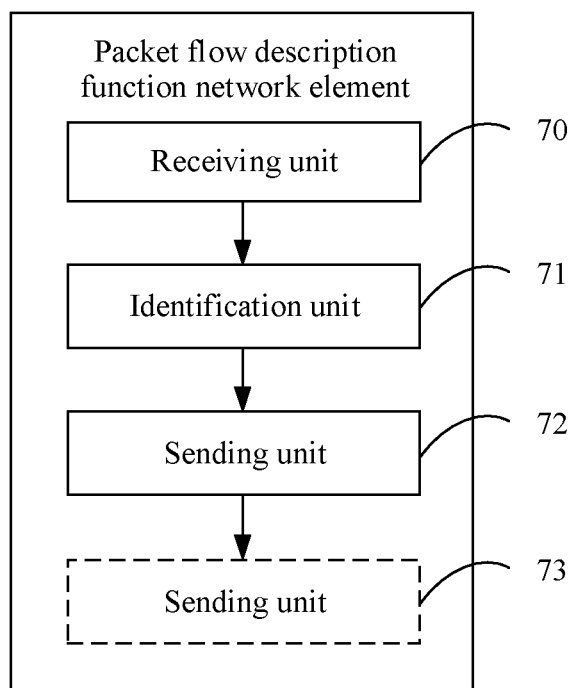 Packet flow description
function network element
Receiving unit
70
Identification unit
71
Sending unit
72
Sending unit
73